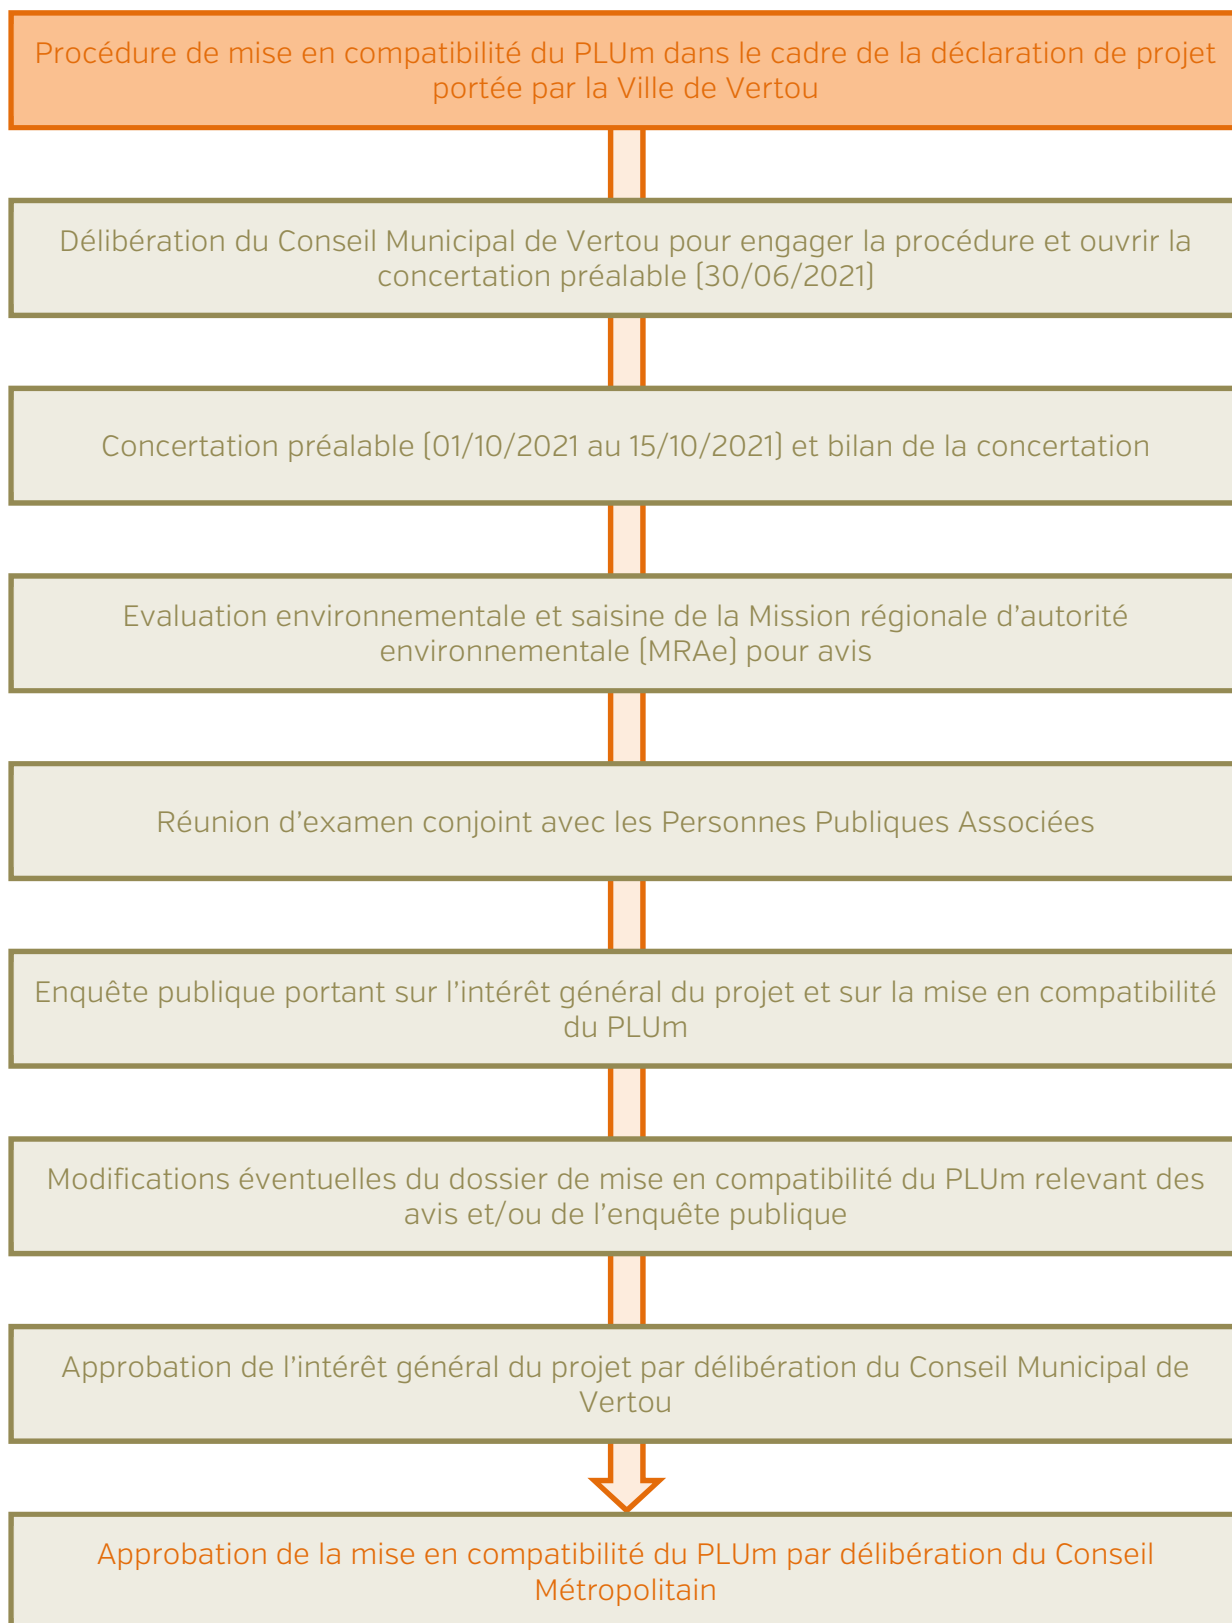 Procédure de mise en compatibilité du PLUm dans le cadre de la déclaration de projet
portée par la Ville de Vertou
Délibération du Conseil Municipal de Vertou pour engager la procédure et ouvrir la
concertation préalable (30/06/2021)
Concertation préalable (01/10/2021 au 15/10/2021) et bilan de la concertation
Evaluation environnementale et saisine de la Mission régionale d’autorité
environnementale (MRAe) pour avis
Réunion d’examen conjoint avec les Personnes Publiques Associées
Enquête publique portant sur l’intérêt général du projet et sur la mise en compatibilité
du PLUm
Modifications éventuelles du dossier de mise en compatibilité du PLUm relevant des
avis et/ou de l’enquête publique
Approbation de l’intérêt général du projet par délibération du Conseil Municipal de
Vertou
Approbation de la mise en compatibilité du PLUm par délibération du Conseil
Métropolitain